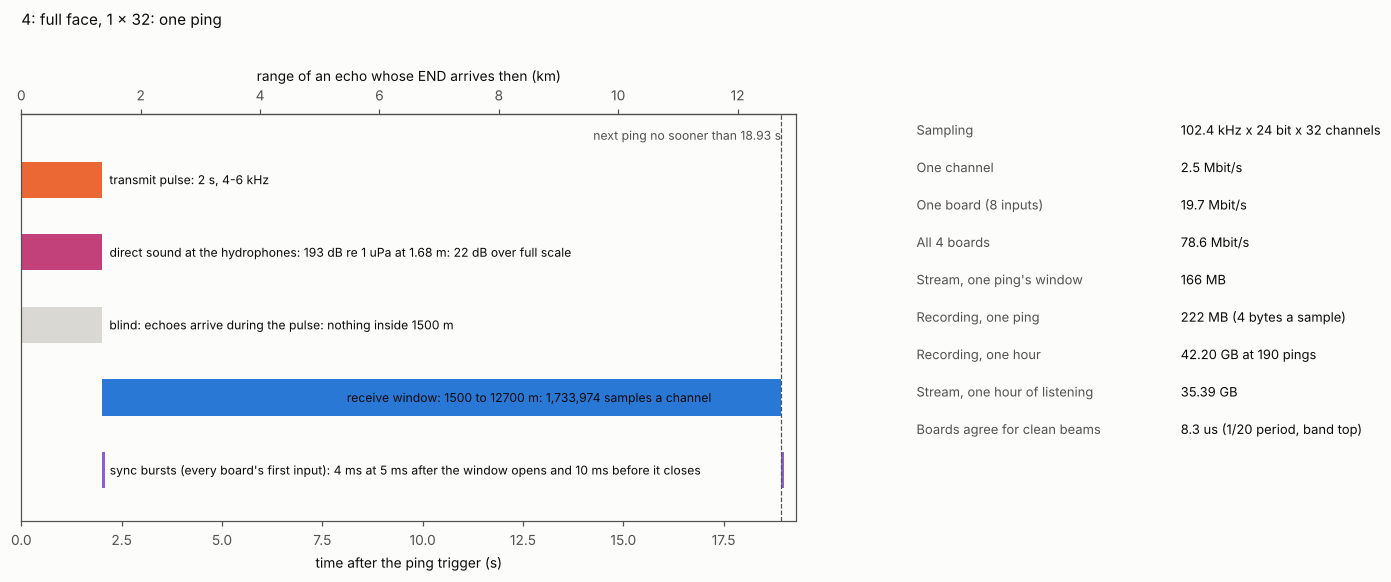 4: full face, 1 × 32: one ping
range of an echo whose END arrives then (km)
0 2 4 6 8 10 12
next ping no sooner than 18.93 s
transmit pulse: 2 s, 4-6 kHz
direct sound at the hydrophones: 193 dB re 1 uPa at 1.68 m: 22 dB over full scale
blind: echoes arrive during the pulse: nothing inside 1500 m
receive window: 1500 to 12700 m: 1,733,974 samples a channel
sync bursts (every board's first input): 4 ms at 5 ms after the window opens and 10 ms before it closes
0.0 2.5 5.0 7.5 10.0 12.5 15.0 17.5
time after the ping trigger (s)
Sampling 102.4 kHz x 24 bit x 32 channels
One channel 2.5 Mbit/s
One board (8 inputs) 19.7 Mbit/s
All 4 boards 78.6 Mbit/s
Stream, one ping's window 166 MB
Recording, one ping 222 MB (4 bytes a sample)
Recording, one hour 42.20 GB at 190 pings
Stream, one hour of listening 35.39 GB
Boards agree for clean beams 8.3 us (1/20 period, band top)